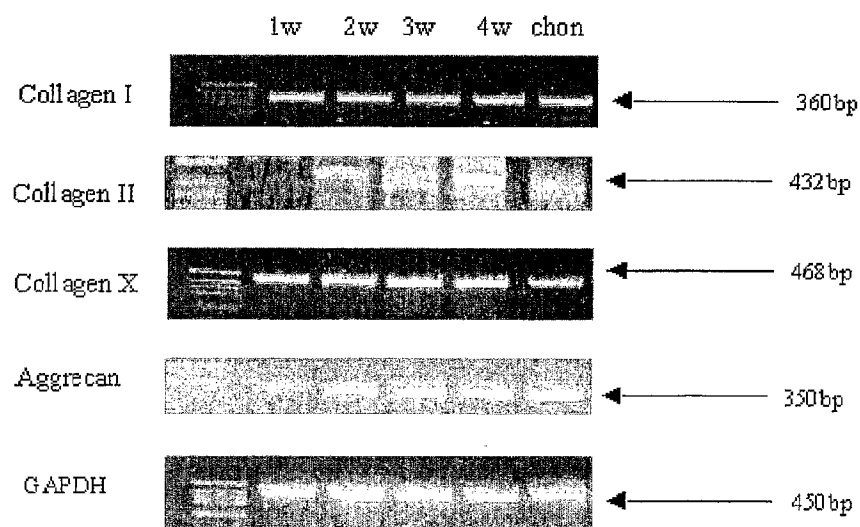 1w 2w 3w 4w chon
Collagen I 360bp
Collagen II 432bp
Collagen X 468bp
Aggrecan 350bp
GAPDH 450bp